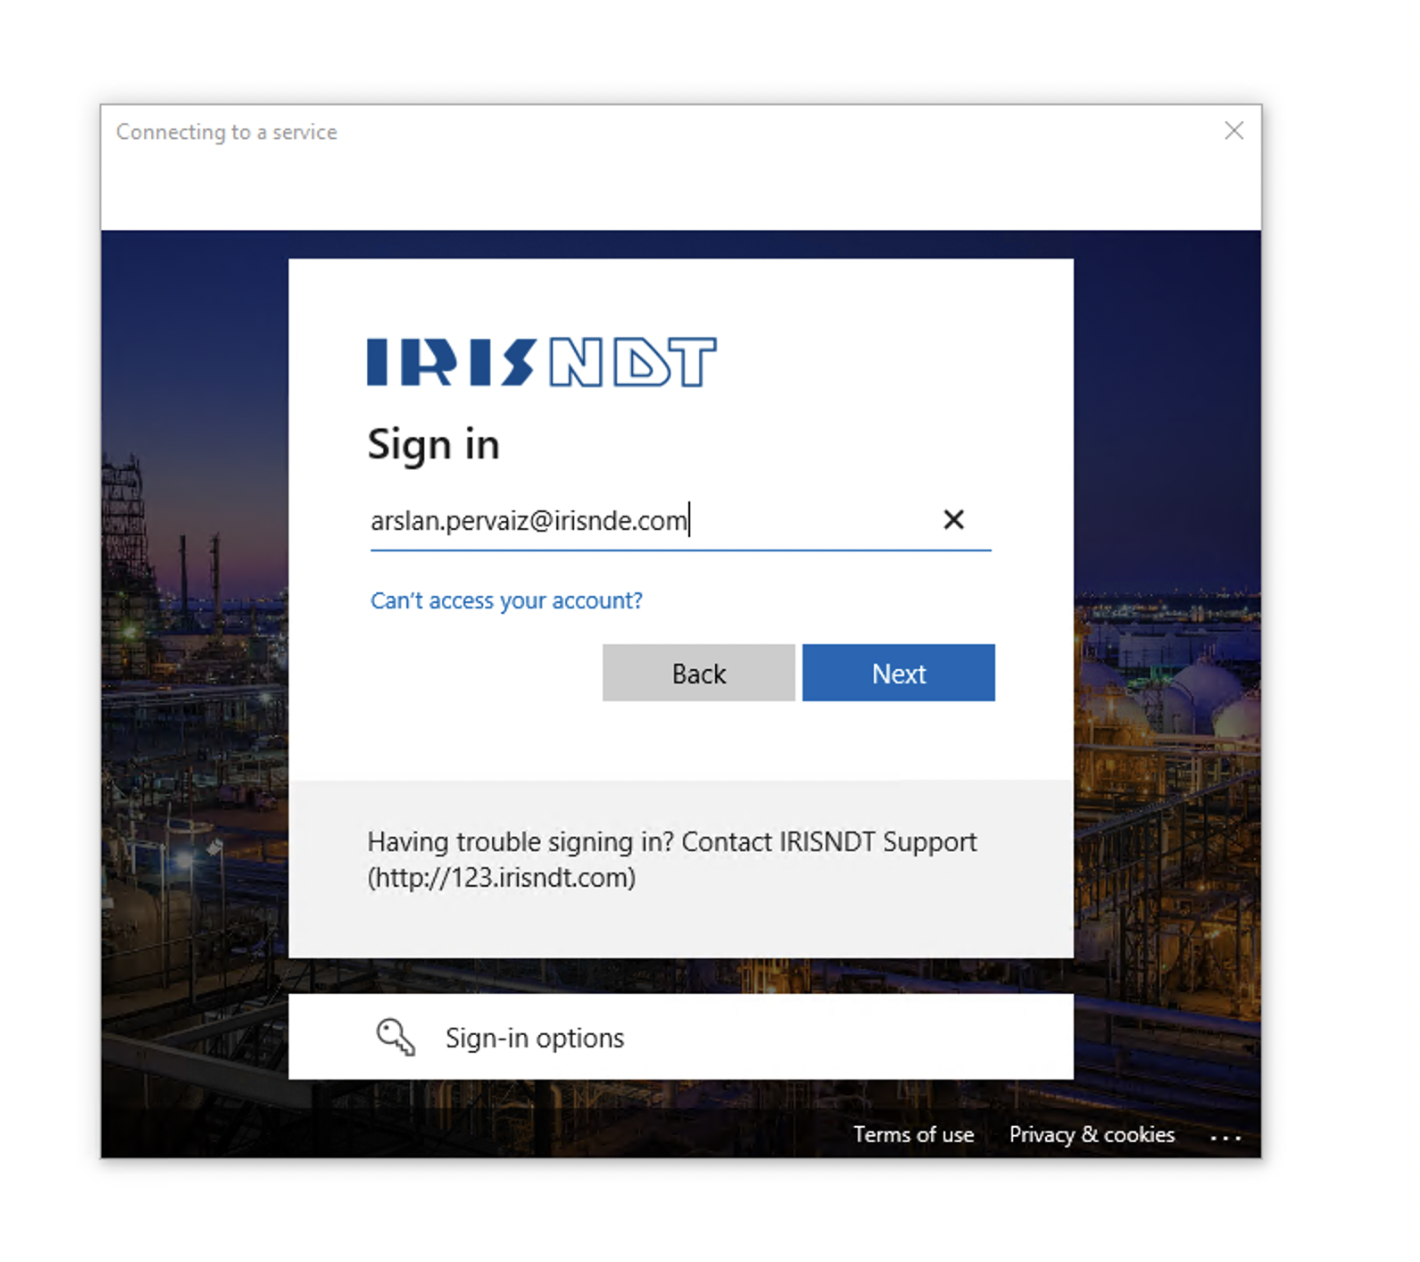 Connecting to a service
IRISNDT
Sign in
arslan.pervaiz@irisnde.com
Can't access your account?
Back
Next
Having trouble signing in? Contact IRISNDT Support
(http://123.irisndt.com)
Sign-in options
Terms of use
Privacy & cookies
...